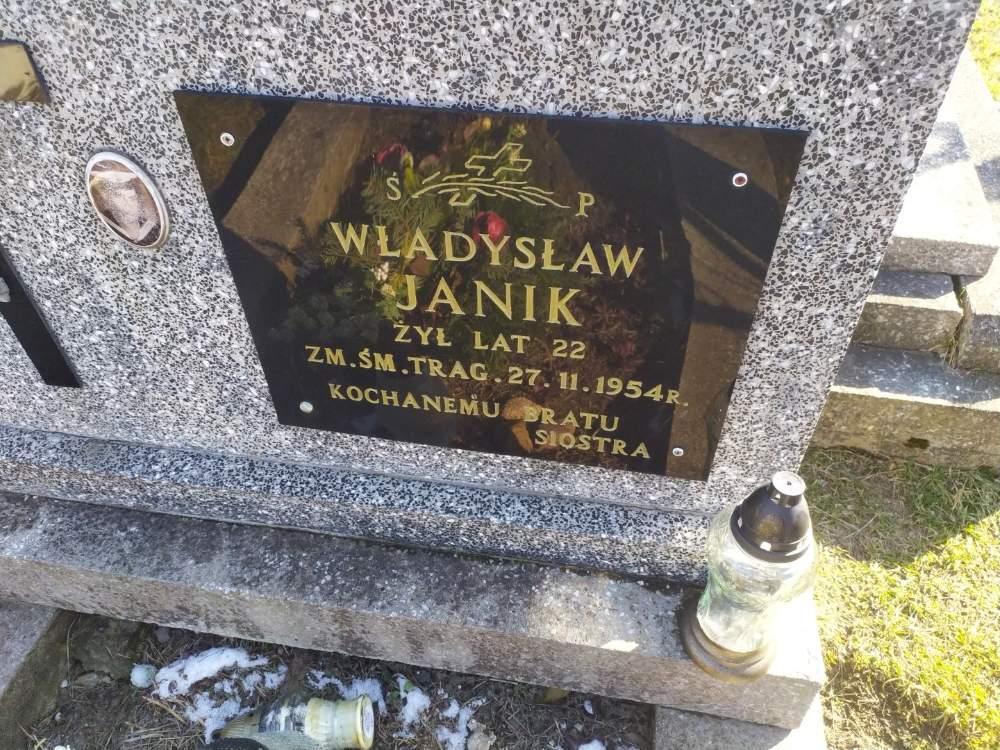 Ś P
WŁADYSŁAW
JANIK
ŻYŁ LAT 22
ZM.ŚM.TRAG.27.11.1954R.
KOCHANEMU BRATU
SIOSTRA